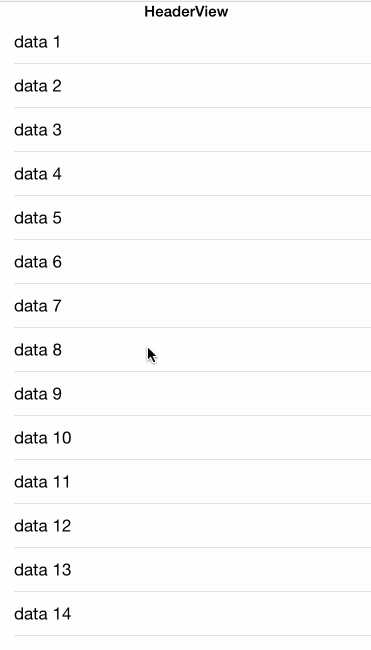 HeaderView
data 1
data 2
data 3
data 4
data 5
data 6
data 7
data 8
data 9
data 10
data 11
data 12
data 13
data 14